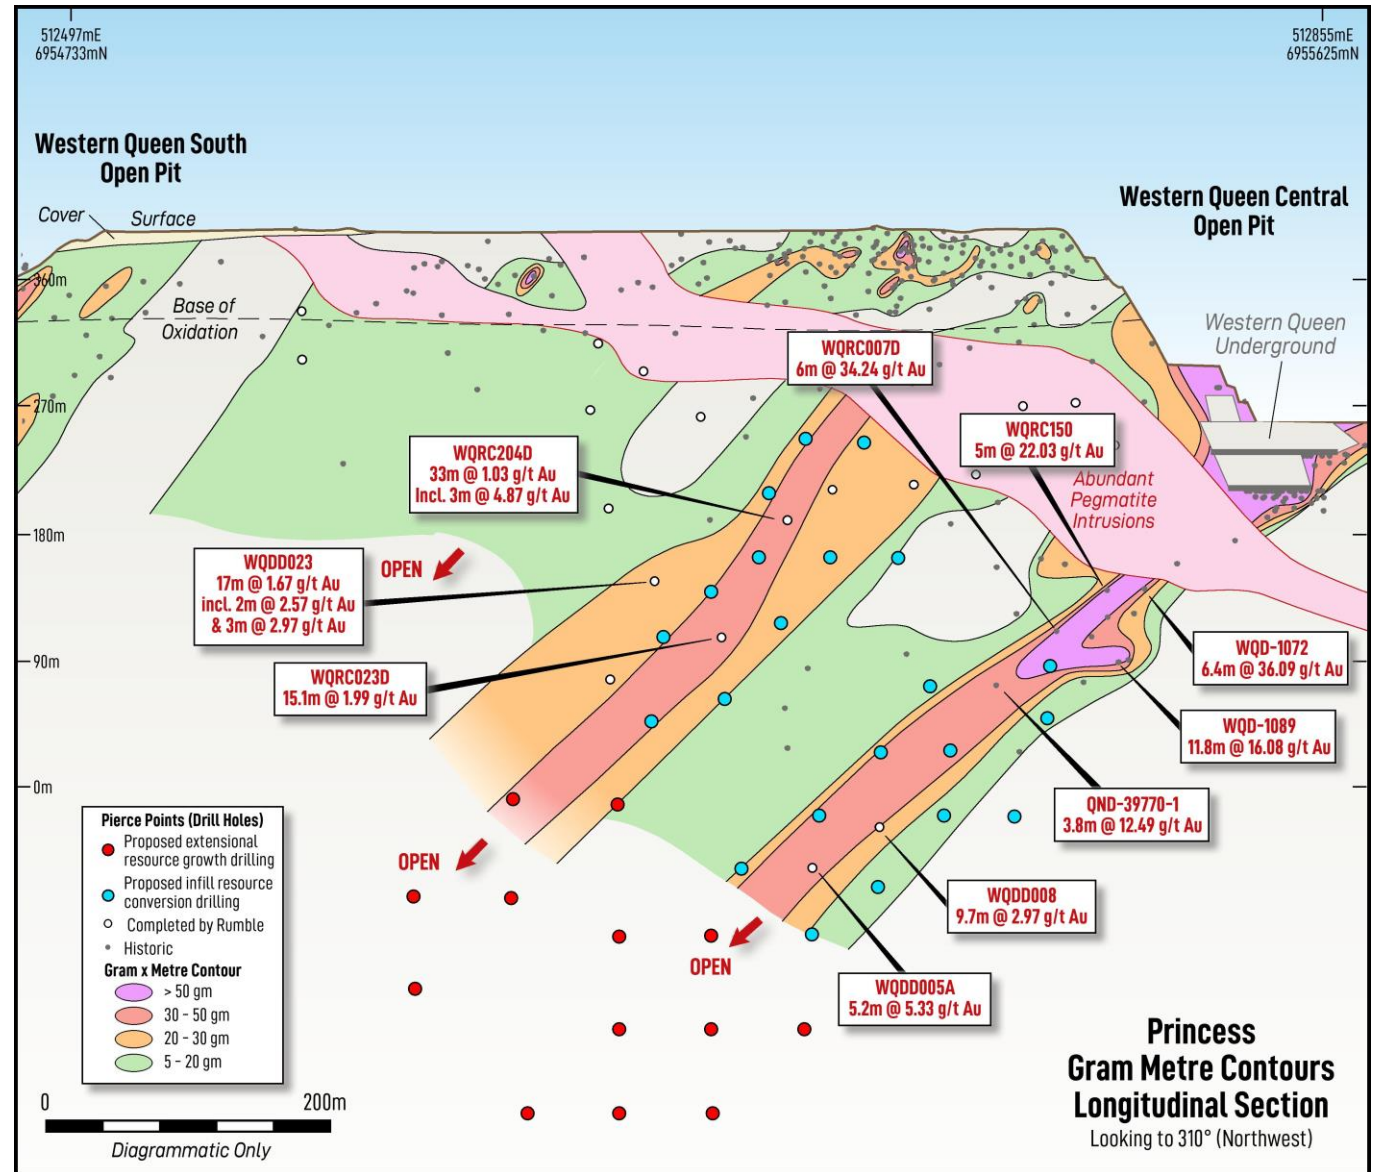 512497mE
6954733mN
512855mE
6955625mN
Western Queen South
Open Pit
Cover
Surface
Western Queen Central
Open Pit
360m
Base of
Oxidation
Western Queen
Underground
WQRC007D
6m @ 34.24 g/t Au
270m
WQRC150
5m @ 22.03 g/t Au
WQRC204D
33m @ 1.03 g/t Au
Incl. 3m @ 4.87 g/t Au
Abundant
Pegmatite
Intrusions
180m
WQDD023
17m @ 1.67 g/t Au
incl. 2m @ 2.57 g/t Au
& 3m @ 2.97 g/t Au
OPEN
WQD-1072
6.4m @ 36.09 g/t Au
90m
WQRC023D
15.1m @ 1.99 g/t Au
WQD-1089
11.8m @ 16.08 g/t Au
0m
QND-39770-1
3.8m @ 12.49 g/t Au
Pierce Points (Drill Holes)
Proposed extensional
resource growth drilling
Proposed infill resource
conversion drilling
Completed by Rumble
Historic
Gram x Metre Contour
> 50 gm
30 - 50 gm
20 - 30 gm
5 - 20 gm
OPEN
WQDD008
9.7m @ 2.97 g/t Au
OPEN
WQDD005A
5.2m @ 5.33 g/t Au
Princess
Gram Metre Contours
Longitudinal Section
Looking to 310° (Northwest)
0
200m
Diagrammatic Only